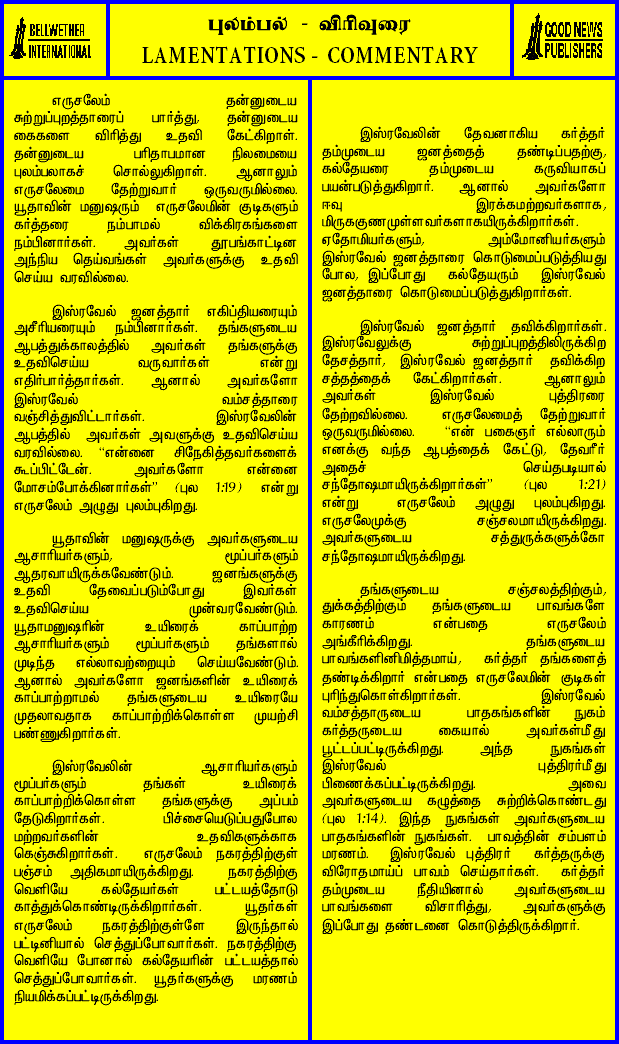 BELLWETHER
INTERNATIONAL
புலம்பல் - விரிவுரை
LAMENTATIONS - COMMENTARY
GOOD NEWS
PUBLISHERS
எருசலேம் தன்னுடைய
சுற்றுப்புறத்தாரைப் பார்த்து, தன்னுடைய
கைகளை விரித்து உதவி கேட்கிறாள்.
தன்னுடைய பரிதாபமான நிலமையை
புலம்பலாகச் சொல்லுகிறாள். ஆனாலும்
எருசலேமை தேற்றுவார் ஒருவருமில்லை.
யூதாவின் மனுஷரும் எருசலேமின் குடிகளும்
கர்த்தரை நம்பாமல் விக்கிரகங்களை
நம்பினார்கள். அவர்கள் தூபங்காட்டின
அந்நிய தெய்வங்கள் அவர்களுக்கு உதவி
செய்ய வரவில்லை.
இஸ்ரவேல் ஜனத்தார் எகிப்தியரையும்
அசீரியரையும் நம்பினார்கள். தங்களுடைய
ஆபத்துக்காலத்தில் அவர்கள் தங்களுக்கு
உதவிசெய்ய வருவார்கள் என்று
எதிர்பார்த்தார்கள். ஆனால் அவர்களோ
இஸ்ரவேல் வம்சத்தாரை
வஞ்சித்துவிட்டார்கள். இஸ்ரவேலின்
ஆபத்தில் அவர்கள் அவளுக்கு உதவிசெய்ய
வரவில்லை. “என்னை சிநேகித்தவர்களைக்
கூப்பிட்டேன். அவர்களோ என்னை
மோசம்போக்கினார்கள்” (புல 1:19) என்று
எருசலேம் அழுது புலம்புகிறது.
யூதாவின் மனுஷருக்கு அவர்களுடைய
ஆசாரியர்களும், மூப்பர்களும்
ஆதரவாயிருக்கவேண்டும். ஜனங்களுக்கு
உதவி தேவைப்படும்போது இவர்கள்
உதவிசெய்ய முன்வரவேண்டும்.
யூதாமனுஷரின் உயிரைக் காப்பாற்ற
ஆசாரியர்களும் மூப்பர்களும் தங்களால்
முடிந்த எல்லாவற்றையும் செய்யவேண்டும்.
ஆனால் அவர்களோ ஜனங்களின் உயிரைக்
காப்பாற்றாமல் தங்களுடைய உயிரையே
முதலாவதாக காப்பாற்றிக்கொள்ள முயற்சி
பண்ணுகிறார்கள்.
இஸ்ரவேலின் ஆசாரியர்களும்
மூப்பர்களும் தங்கள் உயிரைக்
காப்பாற்றிக்கொள்ள தங்களுக்கு அப்பம்
தேடுகிறார்கள். பிச்சையெடுப்பதுபோல
மற்றவர்களின் உதவிகளுக்காக
கெஞ்சுகிறார்கள். எருசலேம் நகரத்திற்குள்
பஞ்சம் அதிகமாயிருக்கிறது. நகரத்திற்கு
வெளியே கல்தேயர்கள் பட்டயத்தோடு
காத்துக்கொண்டிருக்கிறார்கள். யூதர்கள்
எருசலேம் நகரத்திற்குள்ளே இருந்தால்
பட்டினியால் செத்துப்போவார்கள். நகரத்திற்கு
வெளியே போனால் கல்தேயரின் பட்டயத்தால்
செத்துப்போவார்கள். யூதர்களுக்கு மரணம்
நியமிக்கப்பட்டிருக்கிறது.
இஸ்ரவேலின் தேவனாகிய கர்த்தர்
தம்முடைய ஜனத்தைத் தண்டிப்பதற்கு,
கல்தேயரை தம்முடைய கருவியாகப்
பயன்படுத்துகிறார். ஆனால் அவர்களோ
ஈவு இரக்கமற்றவர்களாக,
மிருககுணமுள்ளவர்களாகயிருக்கிறார்கள்.
ஏதோமியர்களும், அம்மோனியர்களும்
இஸ்ரவேல் ஜனத்தாரை கொடுமைப்படுத்தியது
போல, இப்போது கல்தேயரும் இஸ்ரவேல்
ஜனத்தாரை கொடுமைப்படுத்துகிறார்கள்.
இஸ்ரவேல் ஜனத்தார் தவிக்கிறார்கள்.
இஸ்ரவேலுக்கு சுற்றுப்புறத்திலிருக்கிற
தேசத்தார், இஸ்ரவேல் ஜனத்தார் தவிக்கிற
சத்தத்தைக் கேட்கிறார்கள். ஆனாலும்
அவர்கள் இஸ்ரவேல் புத்திரரை
தேற்றவில்லை. எருசலேமைத் தேற்றுவார்
ஒருவருமில்லை. “என் பகைஞர் எல்லாரும்
எனக்கு வந்த ஆபத்தைக் கேட்டு, தேவரீர்
அதைச் செய்தபடியால்
சந்தோஷமாயிருக்கிறார்கள்” (புல 1:21)
என்று எருசலேம் அழுது புலம்புகிறது.
எருசலேமுக்கு சஞ்சலமாயிருக்கிறது.
அவர்களுடைய சத்துருக்களுக்கோ
சந்தோஷமாயிருக்கிறது.
தங்களுடைய சஞ்சலத்திற்கும்,
துக்கத்திற்கும் தங்களுடைய பாவங்களே
காரணம் என்பதை எருசலேம்
அங்கீரிக்கிறது. தங்களுடைய
பாவங்களினிமித்தமாய், கர்த்தர் தங்களைத்
தண்டிக்கிறார் என்பதை எருசலேமின் குடிகள்
புரிந்துகொள்கிறார்கள். இஸ்ரவேல்
வம்சத்தாருடைய பாதகங்களின் நுகம்
கர்த்தருடைய கையால் அவர்கள்மீது
பூட்டப்பட்டிருக்கிறது. அந்த நுகங்கள்
இஸ்ரவேல் புத்திரர்மீது
பிணைக்கப்பட்டிருக்கிறது. அவை
அவர்களுடைய கழுத்தை சுற்றிக்கொண்டது
(புல 1:14). இந்த நுகங்கள் அவர்களுடைய
பாதகங்களின் நுகங்கள். பாவத்தின் சம்பளம்
மரணம். இஸ்ரவேல் புத்திரர் கர்த்தருக்கு
விரோதமாய்ப் பாவம் செய்தார்கள். கர்த்தர்
தம்முடைய நீதியினால் அவர்களுடைய
பாவங்களை விசாரித்து, அவர்களுக்கு
இப்போது தண்டனை கொடுத்திருக்கிறார்.